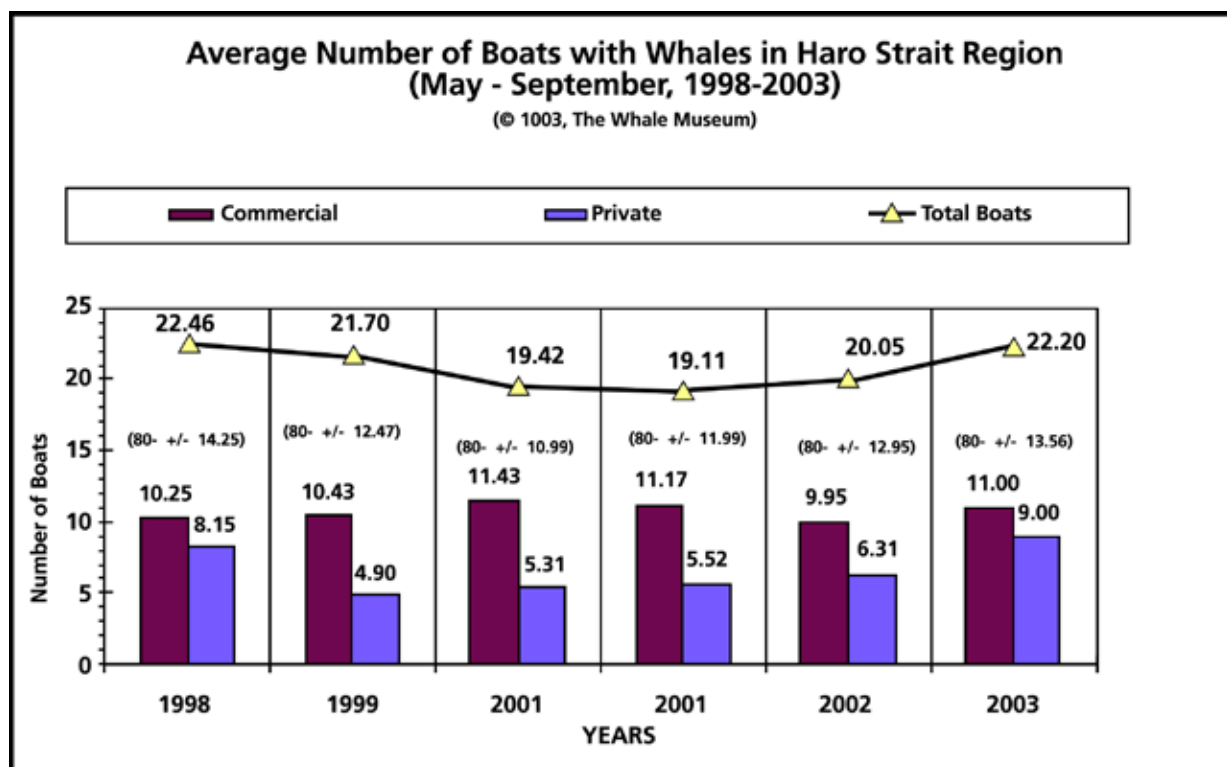 Average Number of Boats with Whales in Haro Strait Region
(May - September, 1998-2003)
(© 1003, The Whale Museum)
Commercial Private Total Boats
Number of Boats
25
20
15
10
5
0
22.46 21.70 19.42 19.11 20.05 22.20
(80- +/- 14.25) (80- +/- 12.47) (80- +/- 10.99) (80- +/- 11.99) (80- +/- 12.95) (80- +/- 13.56)
10.25 8.15 10.43 4.90 11.43 5.31 11.17 5.52 9.95 6.31 11.00 9.00
1998 1999 2001 2001 2002 2003
YEARS